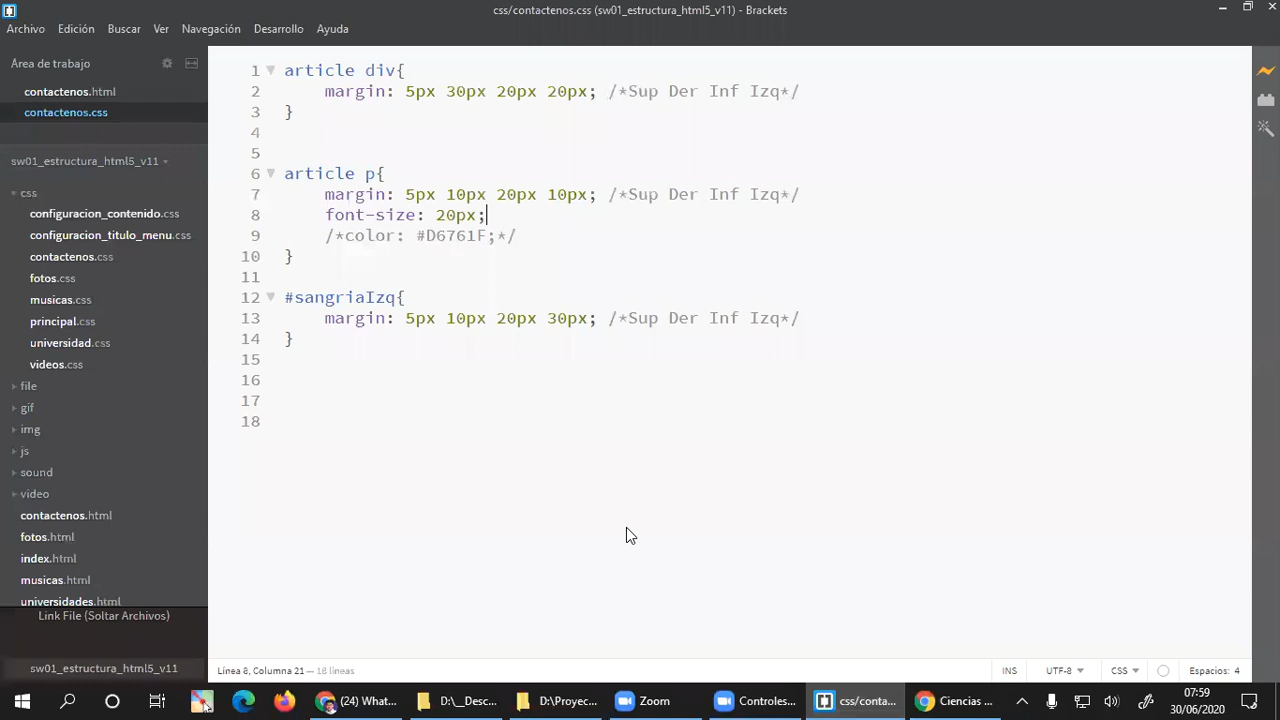 css/contactenos.css (sw01_estructura_html5_v11) - Brackets
Archivo Edición Buscar Ver Navegación Desarrollo Ayuda
Área de trabajo
contactenos.html
contactenos.css
sw01_estructura_html5_v11
css
configuracion_contenido.css
configuracion_titulo_menu.css
contactenos.css
fotos.css
musicas.css
principal.css
universidad.css
videos.css
file
gif
img
js
sound
video
contactenos.html
fotos.html
index.html
musicas.html
universidades.html
Link File (Soltar Archivos)
sw01_estructura_html5_v11
1 article div{
2 margin: 5px 30px 20px 20px; /*Sup Der Inf Izq*/
3 }
4
5
6 article p{
7 margin: 5px 10px 20px 10px; /*Sup Der Inf Izq*/
8 font-size: 20px;
9 /*color: #D6761F;*/
10 }
11
12 #sangriaIzq{
13 margin: 5px 10px 20px 30px; /*Sup Der Inf Izq*/
14 }
15
16
17
18
Línea 8, Columna 21 — 18 líneas INS UTF-8 CSS Espacios: 4
(24) What... D:\__Desc... D:\Proyec... Zoom Controles... css/conta... Ciencias ... 07:59
30/06/2020